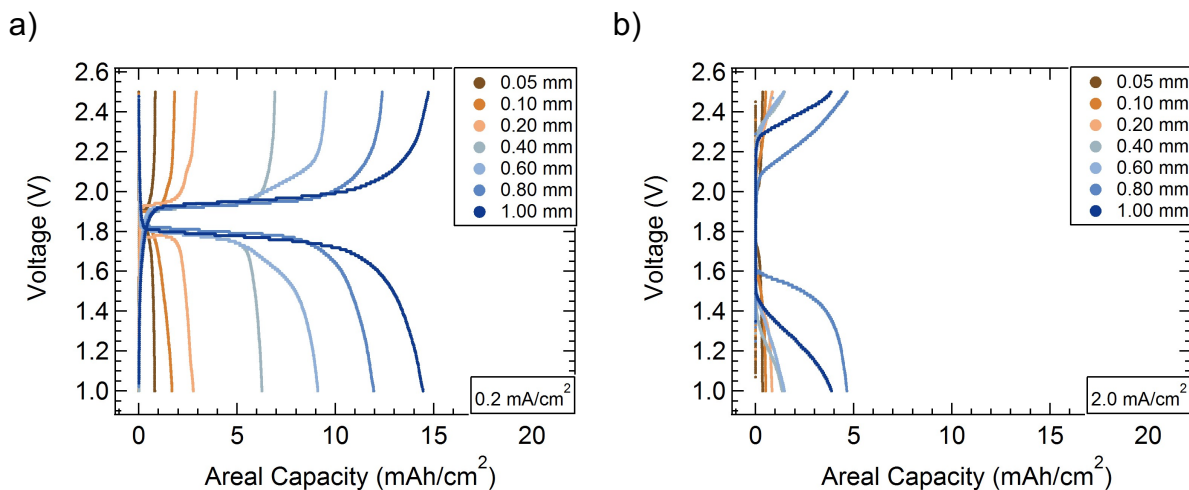 a)
2.6
2.4
2.2
2.0
1.8
1.6
1.4
1.2
1.0
Voltage (V)
0
5
10
15
20
Areal Capacity (mAh/cm²)
0.05 mm
0.10 mm
0.20 mm
0.40 mm
0.60 mm
0.80 mm
1.00 mm
0.2 mA/cm²
b)
2.6
2.4
2.2
2.0
1.8
1.6
1.4
1.2
1.0
Voltage (V)
0
5
10
15
20
Areal Capacity (mAh/cm²)
0.05 mm
0.10 mm
0.20 mm
0.40 mm
0.60 mm
0.80 mm
1.00 mm
2.0 mA/cm²